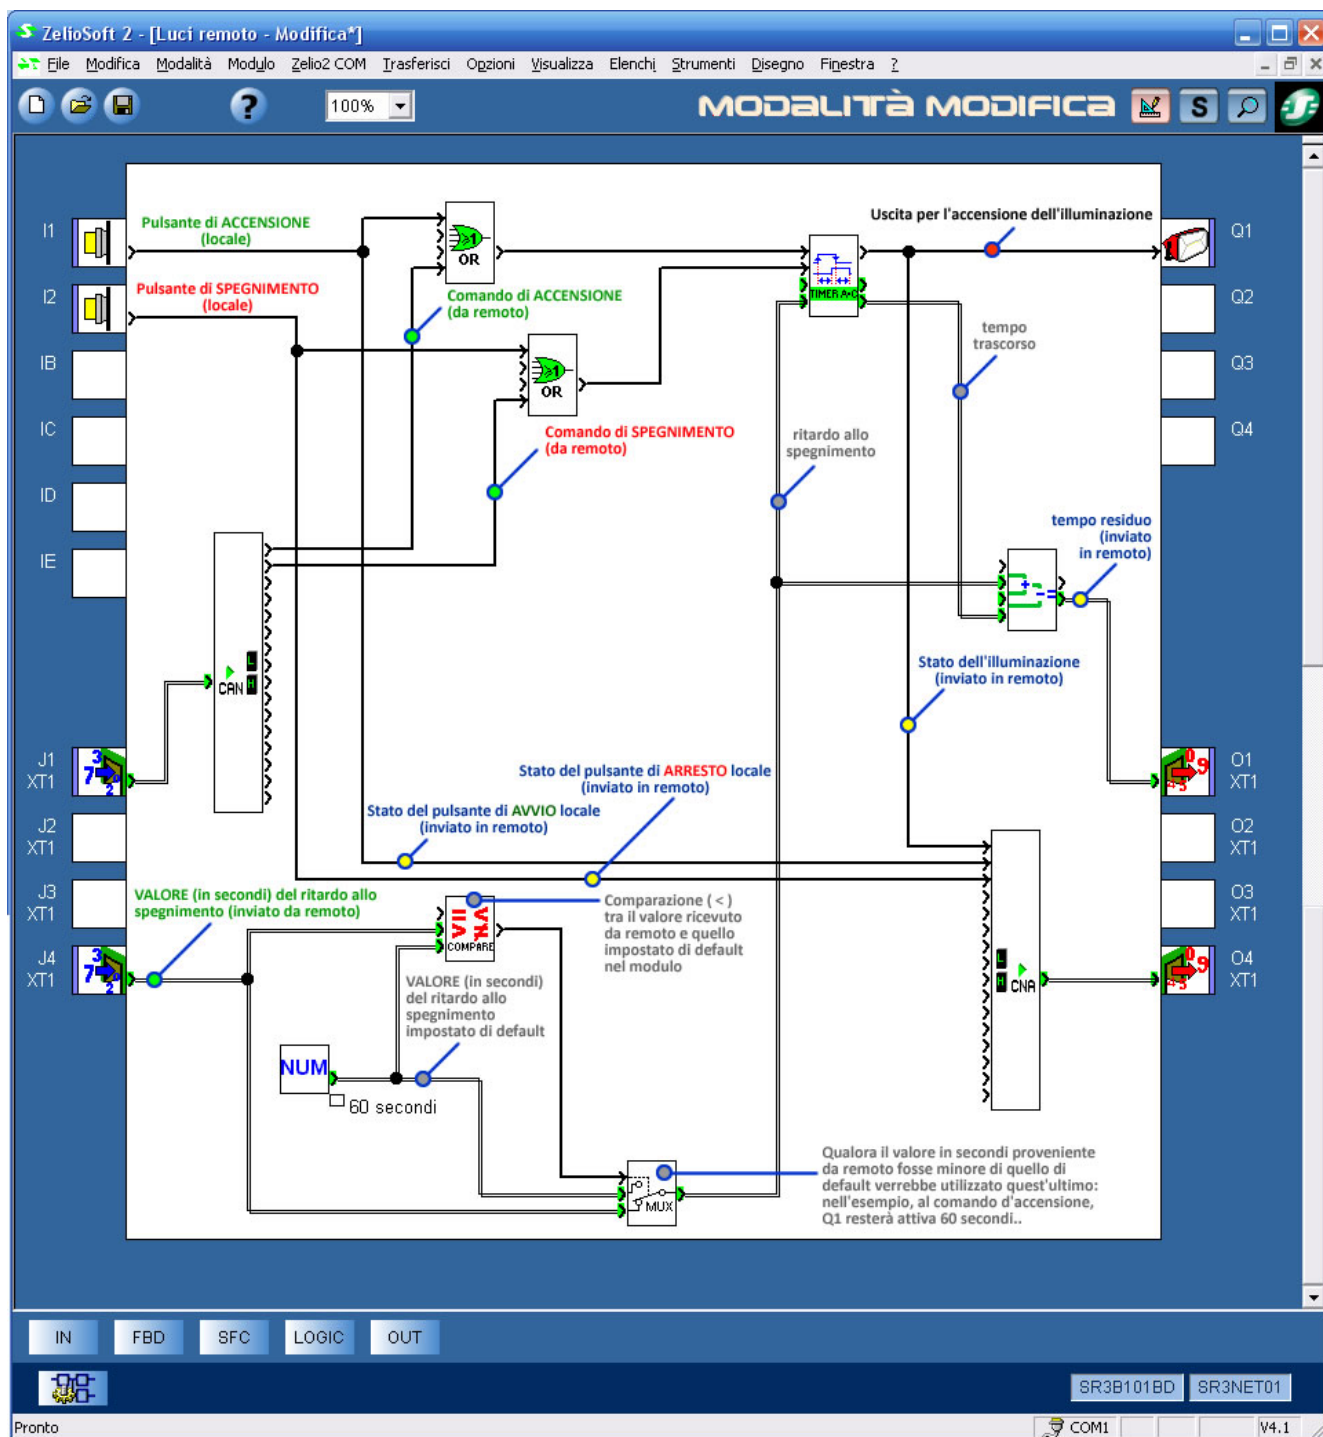 ZelioSoft 2 - [Luci remoto - Modifica*]
File Modifica Modalità Modulo Zelio2 COM Trasferisci Opzioni Visualizza Elenchi Strumenti Disegno Finestra ?
100%
MODALITÀ MODIFICA
S
I1
Pulsante di ACCENSIONE
(locale)
OR
Uscita per l'accensione dell'illuminazione
Q1
I2
Pulsante di SPEGNIMENTO
(locale)
Comando di ACCENSIONE
(da remoto)
TIMER A+C
Q2
IB
OR
tempo
trascorso
Q3
IC
Comando di SPEGNIMENTO
(da remoto)
ritardo allo
spegnimento
Q4
ID
IE
tempo residuo
(inviato
in remoto)
L
H
CAN
Stato dell'illuminazione
(inviato in remoto)
J1
XT1
Stato del pulsante di ARRESTO locale
(inviato in remoto)
O1
XT1
Stato del pulsante di AVVIO locale
(inviato in remoto)
J2
XT1
O2
XT1
J3
XT1
VALORE (in secondi) del ritardo allo
spegnimento (inviato da remoto)
COMPARE
Comparazione ( < )
tra il valore ricevuto
da remoto e quello
impostato di default
nel modulo
O3
XT1
J4
XT1
VALORE (in secondi)
del ritardo allo
spegnimento
impostato di default
L
H
CNA
O4
XT1
NUM
60 secondi
MUX
Qualora il valore in secondi proveniente
da remoto fosse minore di quello di
default verrebbe utilizzato quest'ultimo:
nell'esempio, al comando d'accensione,
Q1 resterà attiva 60 secondi..
IN FBD SFC LOGIC OUT
SR3B101BD SR3NET01
Pronto COM1 V4.1